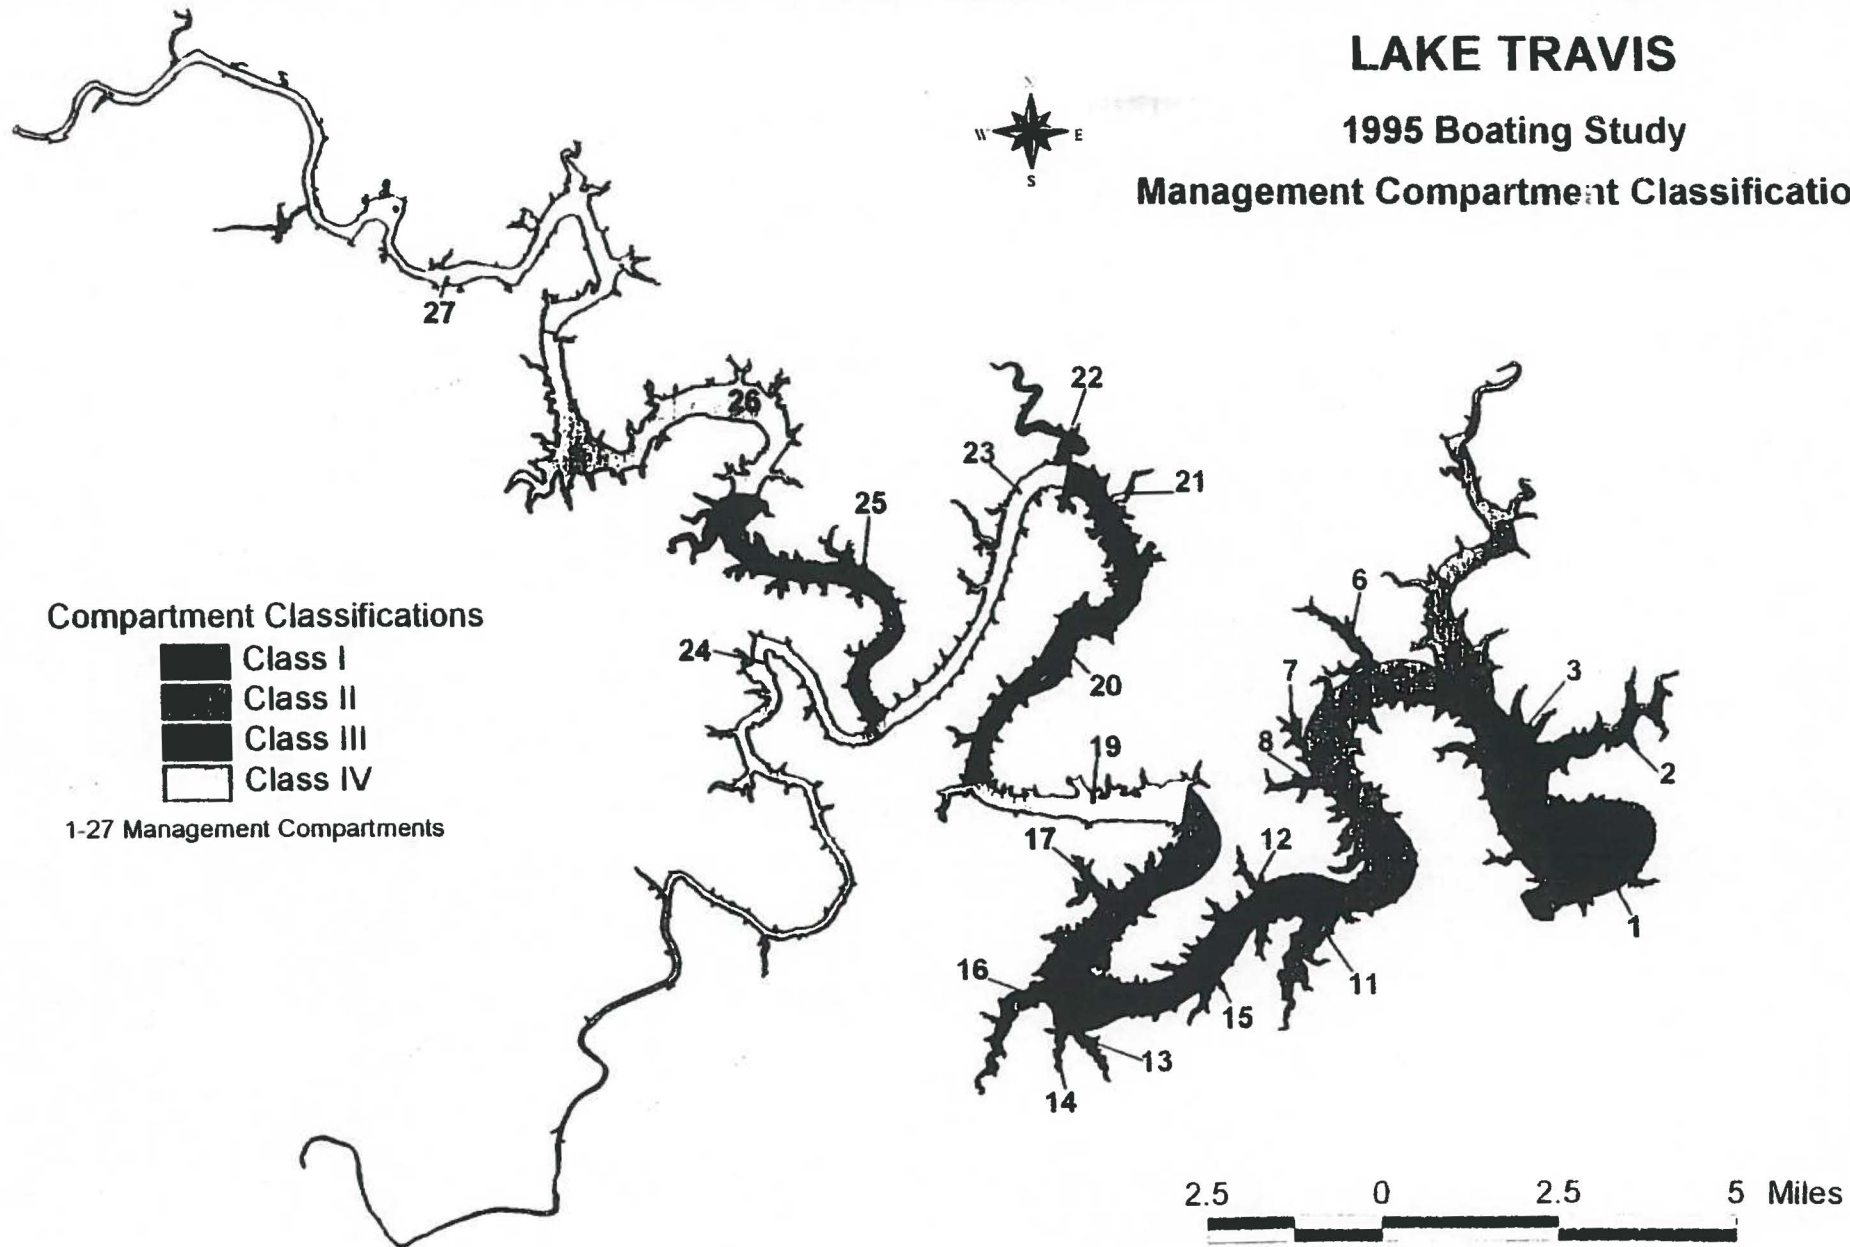 LAKE TRAVIS
1995 Boating Study
Management Compartment Classificatio
W
E
S
27
26
22
23
21
25
6
24
7
3
20
8
19
2
17
12
1
16
11
15
13
14
Compartment Classifications
Class I
Class II
Class III
Class IV
1-27 Management Compartments
2.5 0 2.5 5 Miles